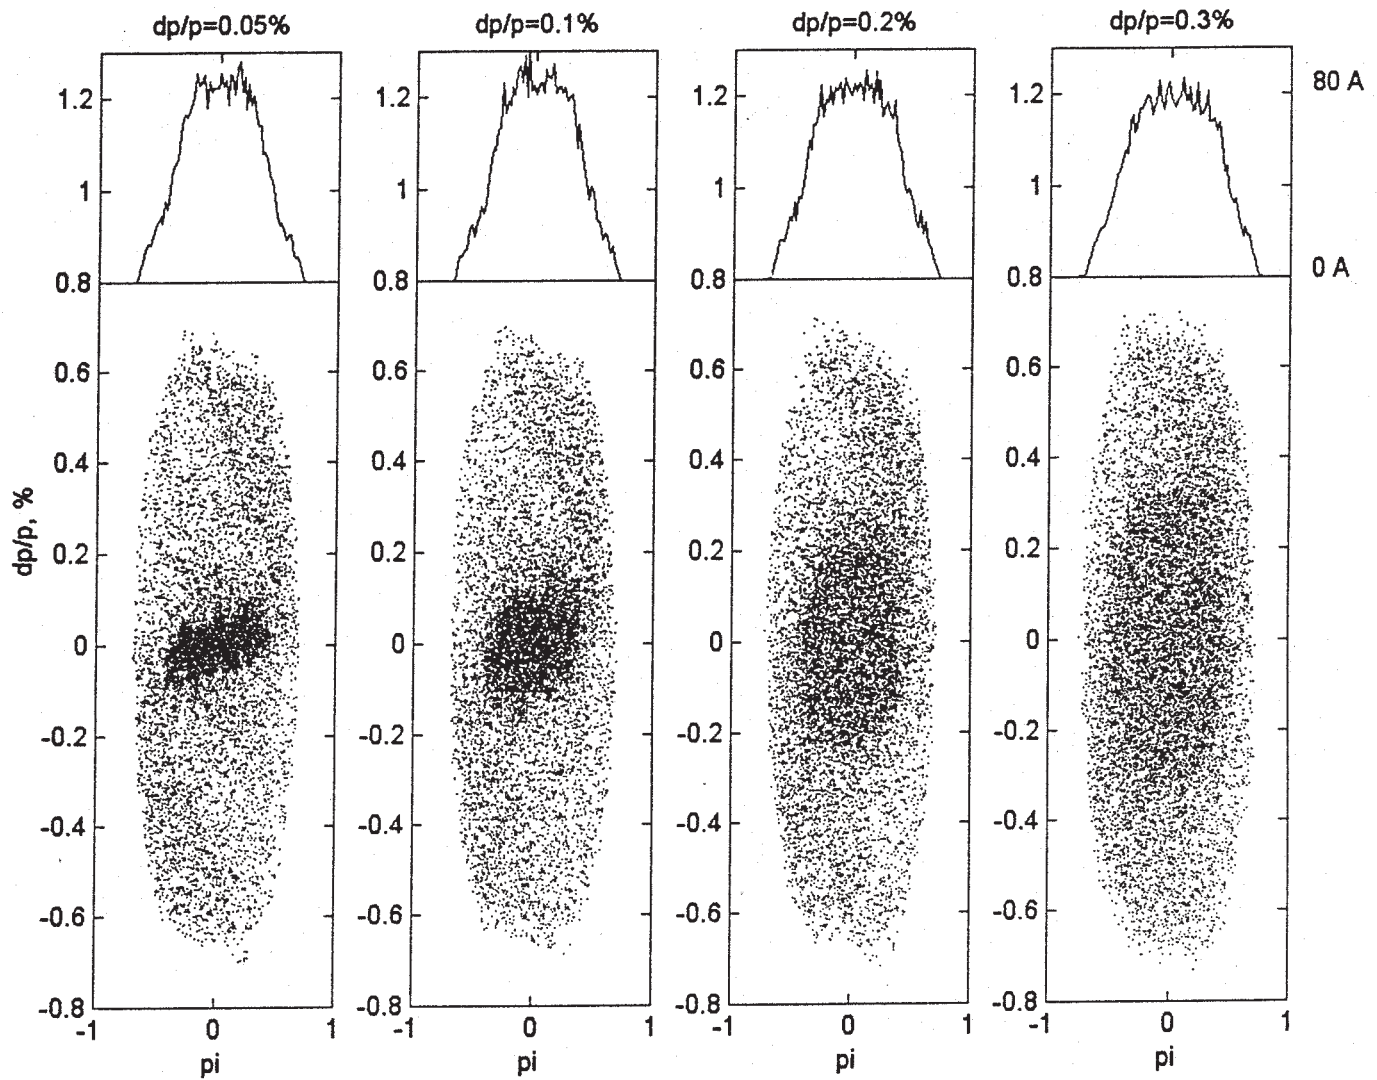 dp/p=0.05% dp/p=0.1% dp/p=0.2% dp/p=0.3%
1.2 1.2 1.2 1.2 80 A
1 1 1 1
0.8 0.8 0.8 0.8 0 A
0.6 0.6 0.6 0.6
0.4 0.4 0.4 0.4
dp/p, %
0.2 0.2 0.2 0.2
0 0 0 0
-0.2 -0.2 -0.2 -0.2
-0.4 -0.4 -0.4 -0.4
-0.6 -0.6 -0.6 -0.6
-0.8 -0.8 -0.8 -0.8
-1 0 1 -1 0 1 -1 0 1 -1 0 1
pi pi pi pi